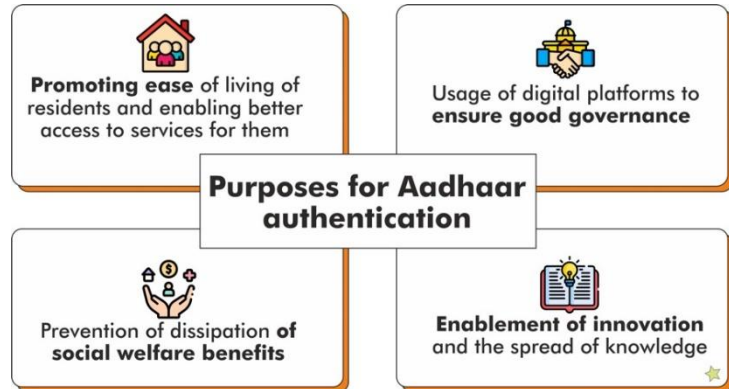 Promoting ease of living of
residents and enabling better
access to services for them
Usage of digital platforms to
ensure good governance
Purposes for Aadhaar
authentication
Prevention of dissipation of
social welfare benefits
Enablement of innovation
and the spread of knowledge